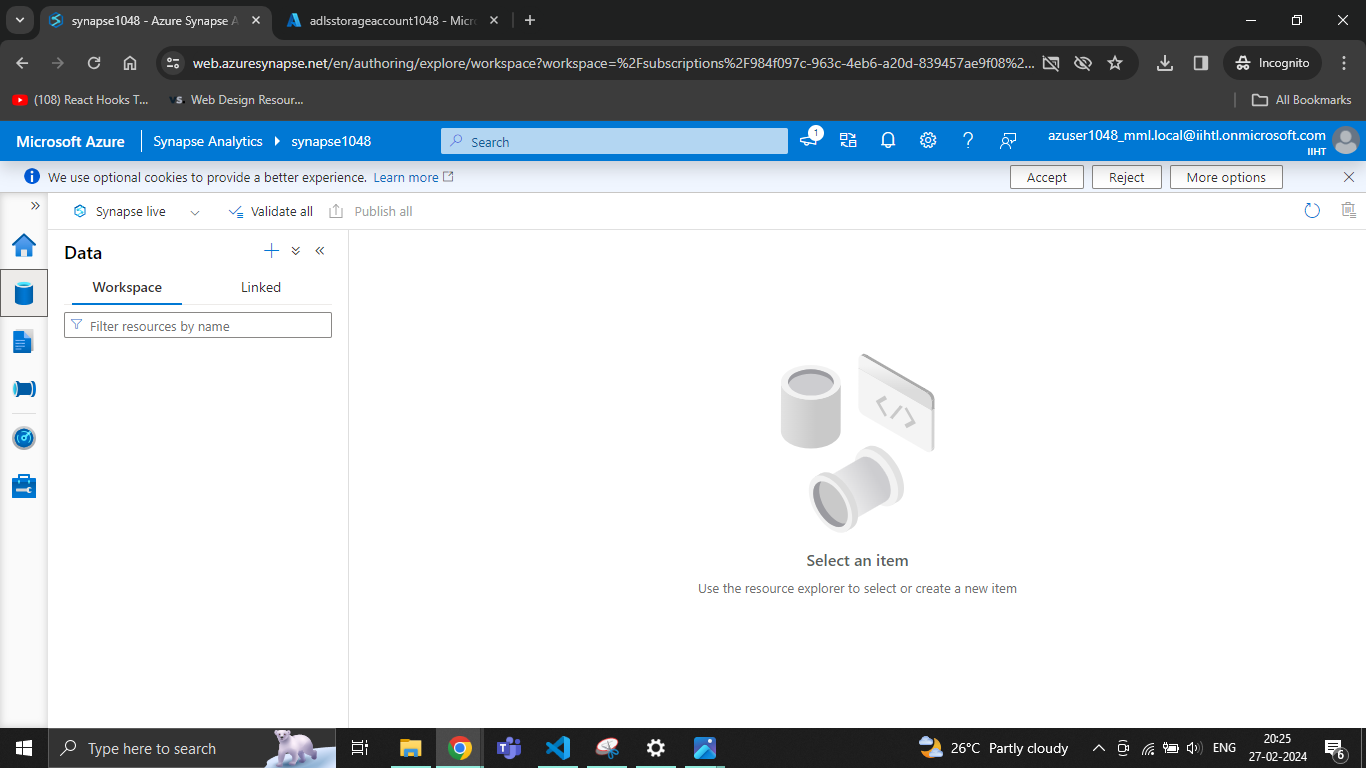 synapse1048 - Azure Synapse A
adlsstorageaccount1048 - Micr
web.azuresynapse.net/en/authoring/explore/workspace?workspace=%2Fsubscriptions%2F984f097c-963c-4eb6-a20d-839457ae9f08%2...
Incognito
(108) React Hooks T...
VS. Web Design Resour...
All Bookmarks
Microsoft Azure
Synapse Analytics
synapse1048
Search
1
azuser1048_mml.local@iihtl.onmicrosoft.com
IIHT
We use optional cookies to provide a better experience. Learn more
Accept
Reject
More options
Synapse live
Validate all
Publish all
Data
Workspace
Linked
Filter resources by name
Select an item
Use the resource explorer to select or create a new item
Type here to search
26°C Partly cloudy
ENG
20:25
27-02-2024
6